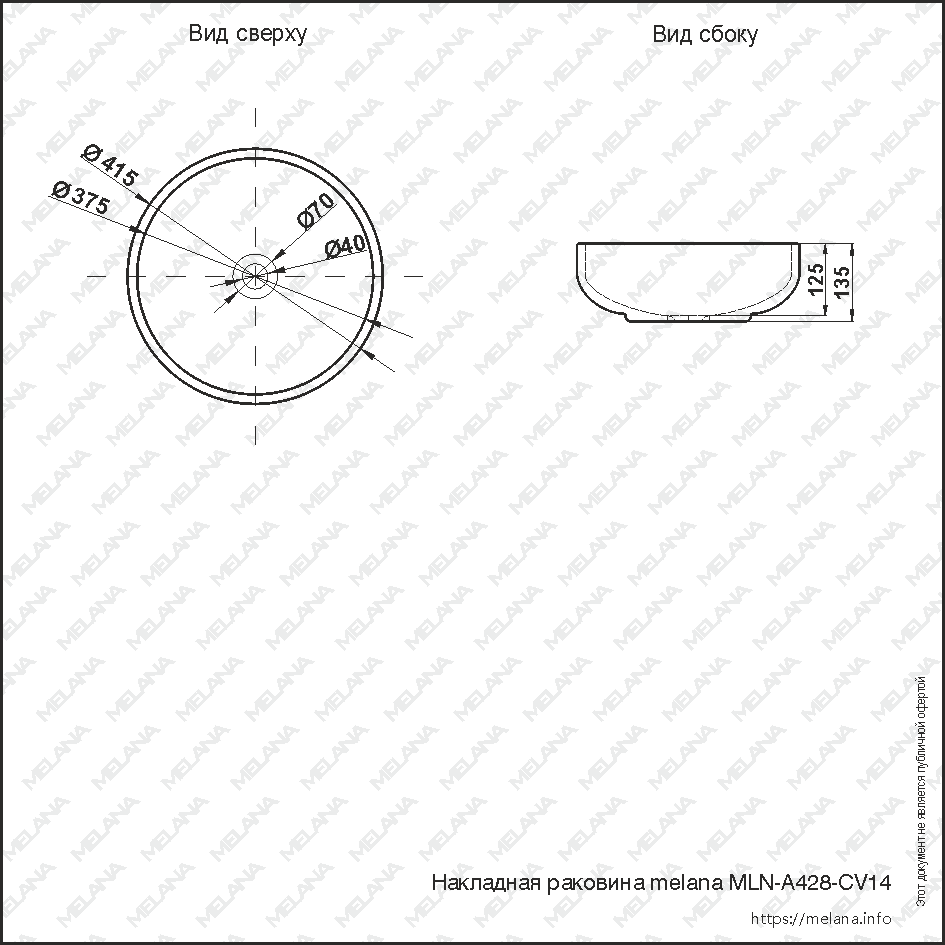 Вид сверху
Вид сбоку
Ø 415
Ø 375
Ø70
Ø40
125
135
Этот документ не является публичной офертой
Накладная раковина melana MLN-A428-CV14
https://melana.info
MELANA